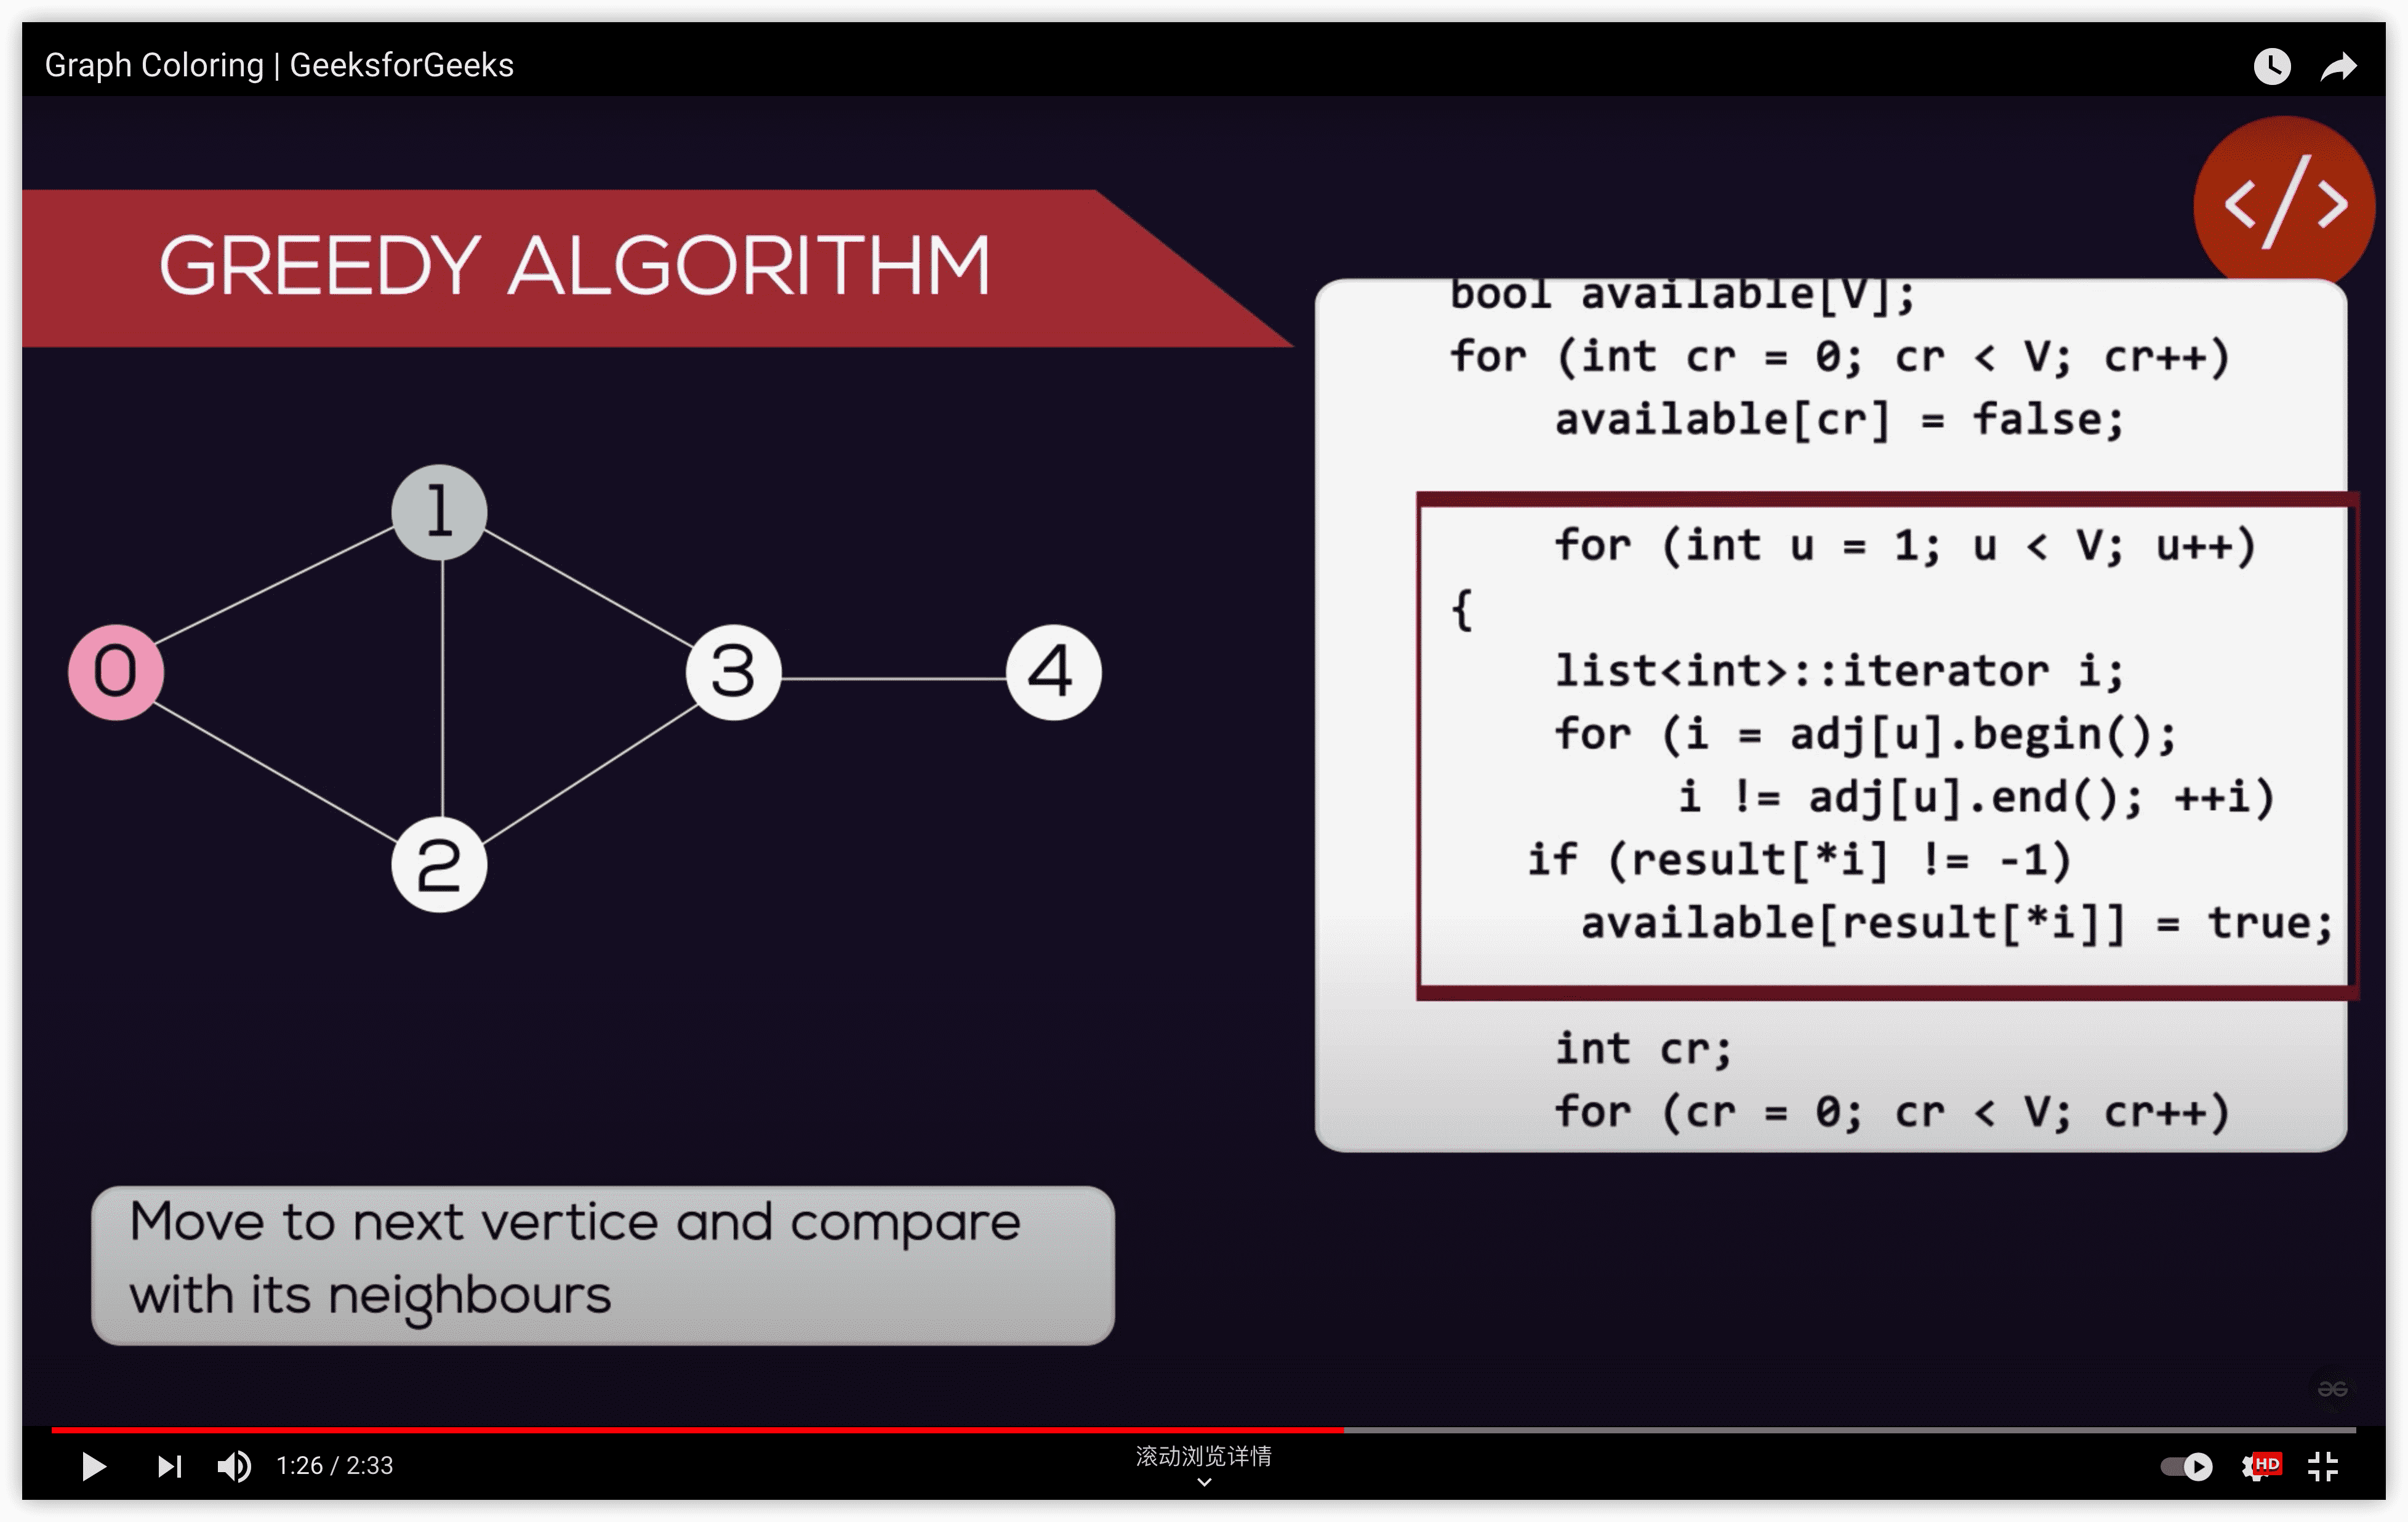 Graph Coloring | GeeksforGeeks
</>
GREEDY ALGORITHM
bool available[V];
for (int cr = 0; cr < V; cr++)
available[cr] = false;
for (int u = 1; u < V; u++)
{
list<int>::iterator i;
for (i = adj[u].begin();
i != adj[u].end(); ++i)
if (result[*i] != -1)
available[result[*i]] = true;
int cr;
for (cr = 0; cr < V; cr++)
1
0
3
4
2
Move to next vertice and compare
with its neighbours
1:26 / 2:33
滚动浏览详情
HD